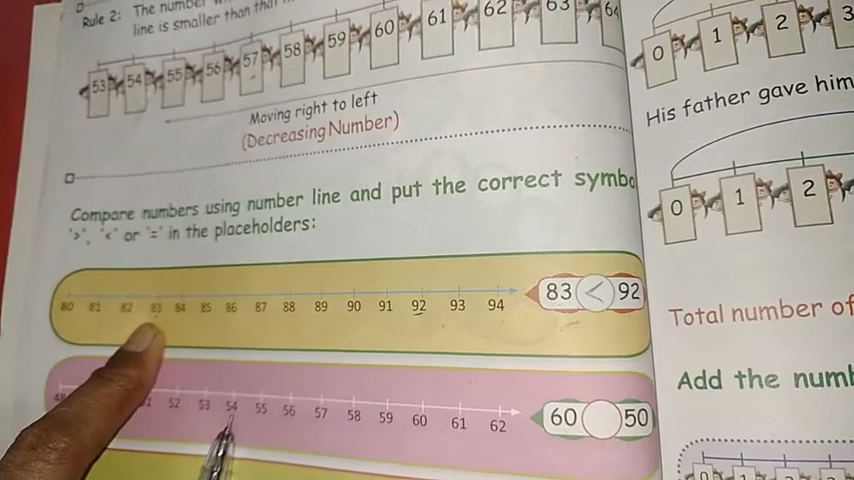 Rule 2: The number
line is smaller than that
53 54 55 56 57 58 59 60 61 62 63 64
Moving right to left
(Decreasing Number)
Compare numbers using number line and put the correct symbo
'>', '<' or '=' in the placeholders:
80 81 82 83 84 85 86 87 88 89 90 91 92 93 94
83 < 92
52 53 54 55 56 57 58 59 60 61 62
60 50
0 1 2 3
His father gave him
0 1 2
Total number of
Add the numb
0